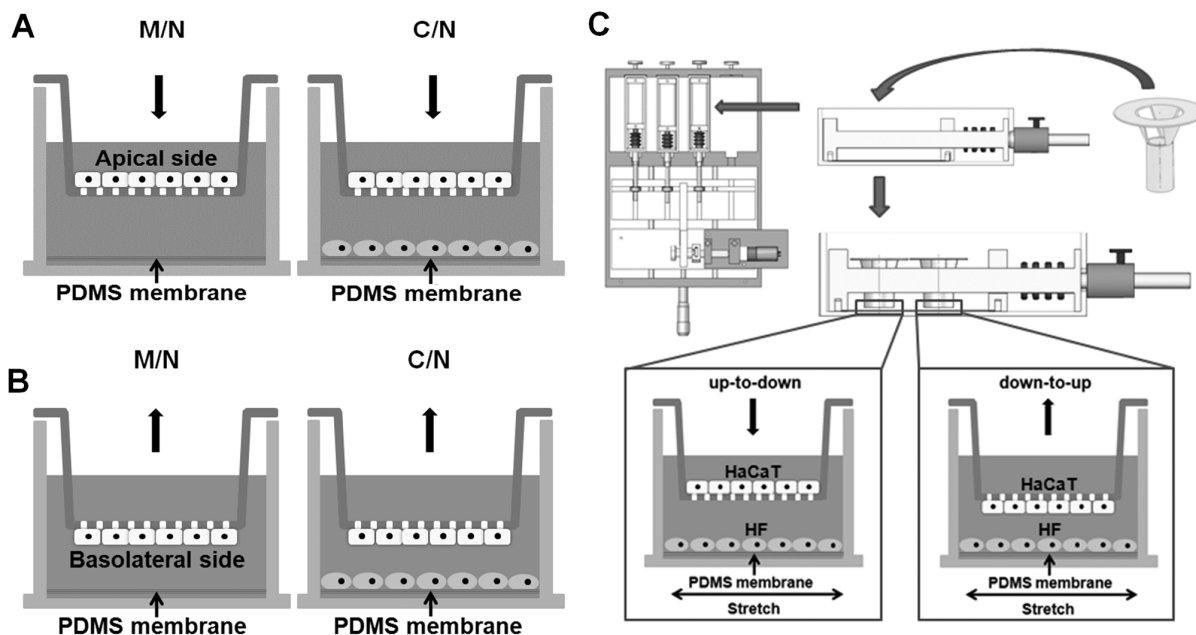 A
M/N
C/N
Apical side
PDMS membrane
PDMS membrane
B
M/N
C/N
Basolateral side
PDMS membrane
PDMS membrane
C
up-to-down
HaCaT
HF
PDMS membrane
Stretch
down-to-up
HaCaT
HF
PDMS membrane
Stretch